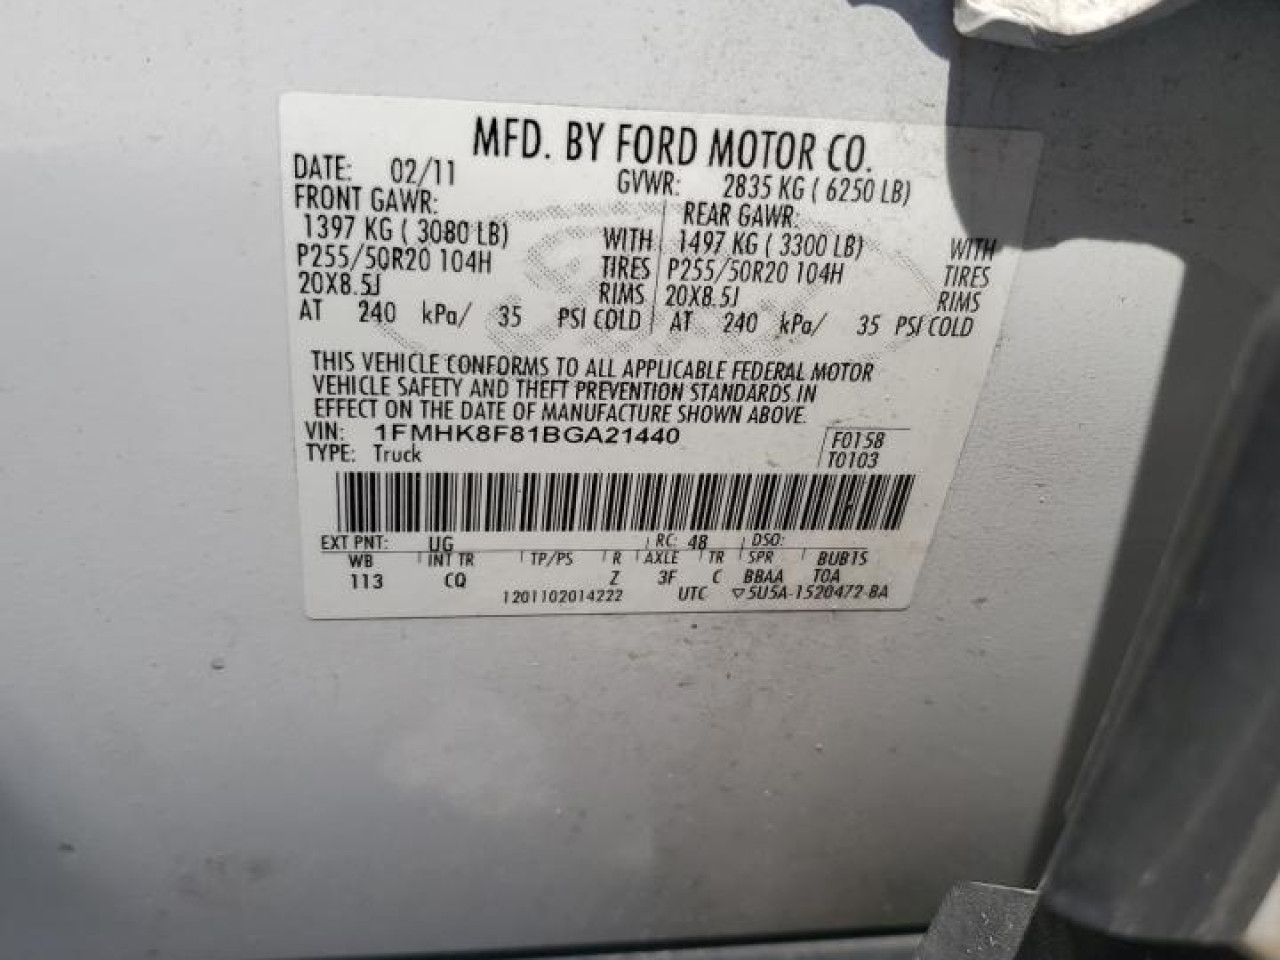 MFD. BY FORD MOTOR CO.
DATE: 02/11 GVWR: 2835 KG ( 6250 LB)
FRONT GAWR: REAR GAWR:
1397 KG ( 3080 LB) WITH 1497 KG ( 3300 LB) WITH
P255/50R20 104H TIRES P255/50R20 104H TIRES
20X8.5J RIMS 20X8.5J RIMS
AT 240 kPa/ 35 PSI COLD AT 240 kPa/ 35 PSI COLD
THIS VEHICLE CONFORMS TO ALL APPLICABLE FEDERAL MOTOR
VEHICLE SAFETY AND THEFT PREVENTION STANDARDS IN
EFFECT ON THE DATE OF MANUFACTURE SHOWN ABOVE.
VIN: 1FMHK8F81BGA21440 F0158
TYPE: Truck T0103
EXT PNT: UG RC: 48 DSO:
WB INT TR TP/PS R AXLE TR SPR BUB1S
113 CQ Z 3F C BBAA TOA
1201102014222 UTC ▽5U5A-1520472-BA